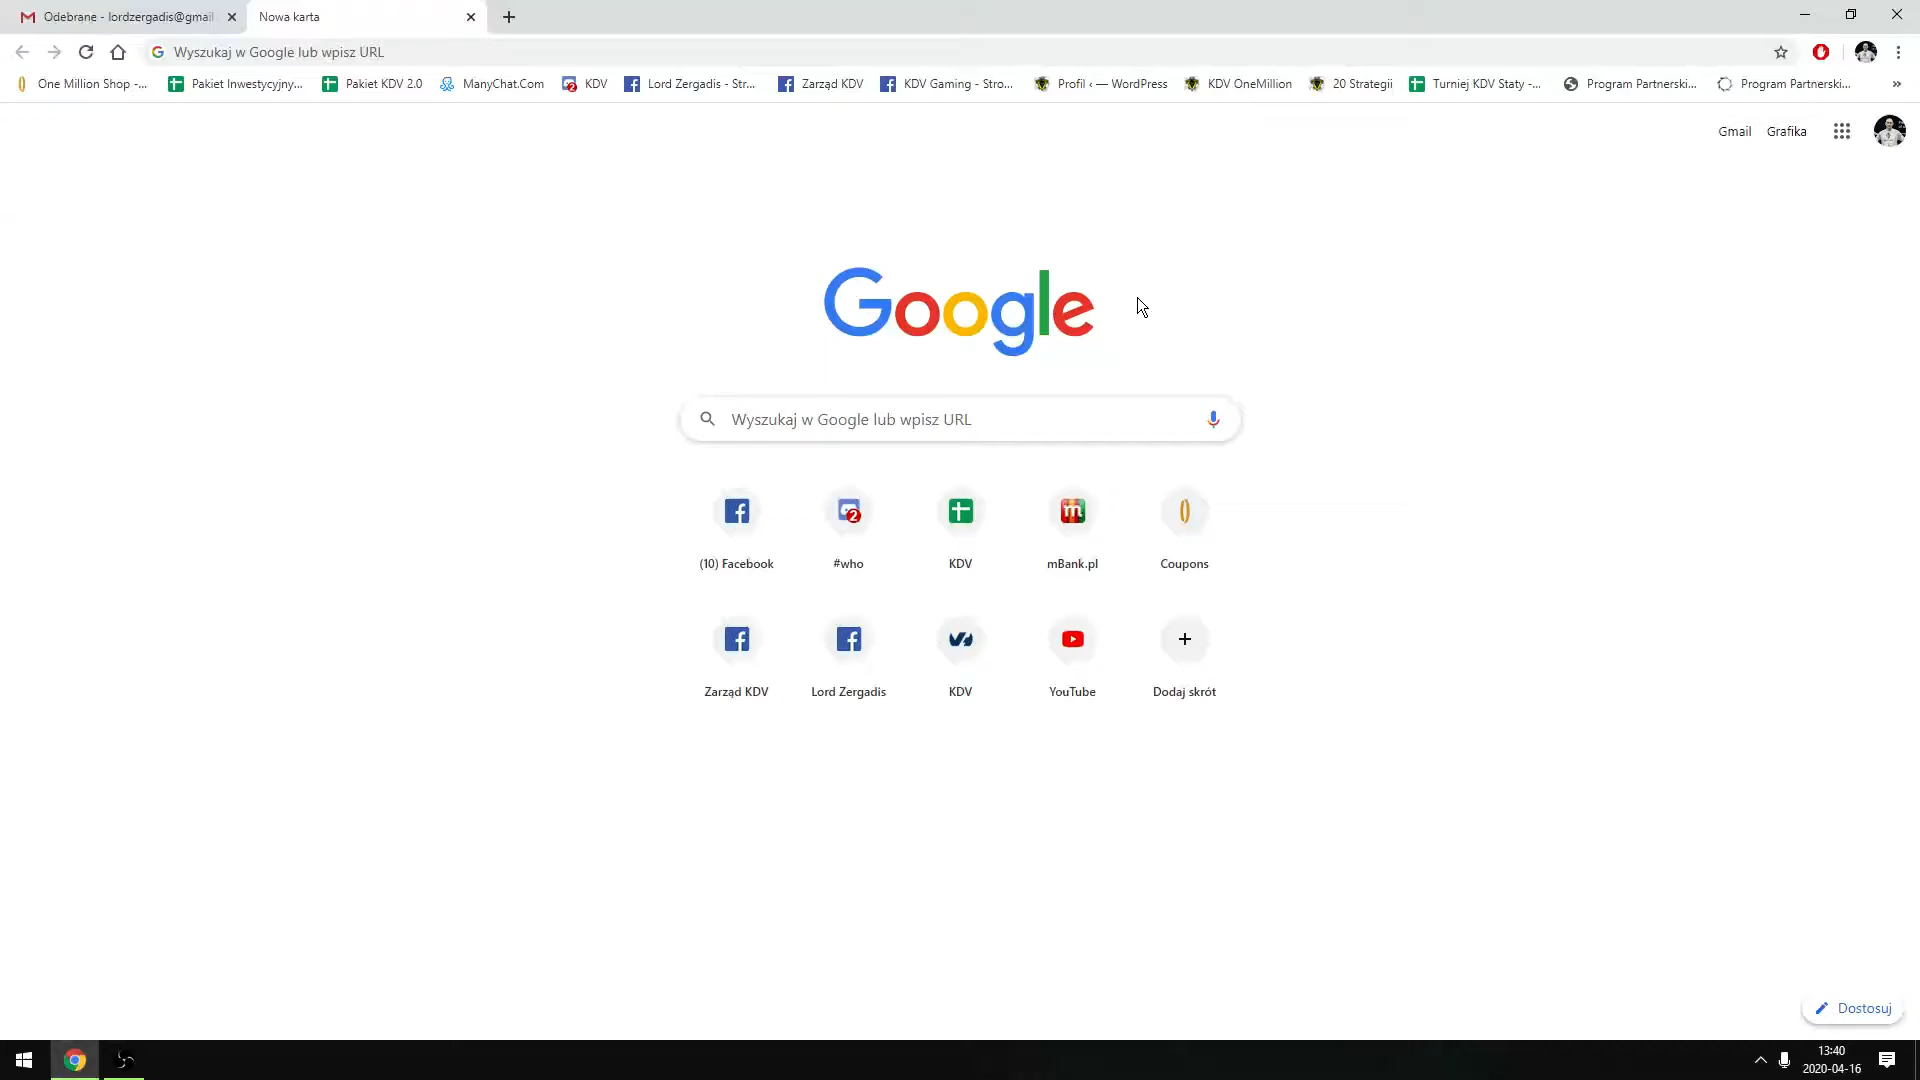 Odebrane - lordzergadis@gmail
Nowa karta
Wyszukaj w Google lub wpisz URL
One Million Shop -...
Pakiet Inwestycyjny...
Pakiet KDV 2.0
ManyChat.Com
KDV
Lord Zergadis - Str...
Zarząd KDV
KDV Gaming - Stro...
Profil ‹ — WordPress
KDV OneMillion
20 Strategii
Turniej KDV Staty -...
Program Partnerski...
Program Partnerski...
»
Gmail
Grafika
Google
Wyszukaj w Google lub wpisz URL
(10) Facebook
#who
KDV
mBank.pl
Coupons
Zarząd KDV
Lord Zergadis
KDV
YouTube
Dodaj skrót
Dostosuj
13:40
2020-04-16